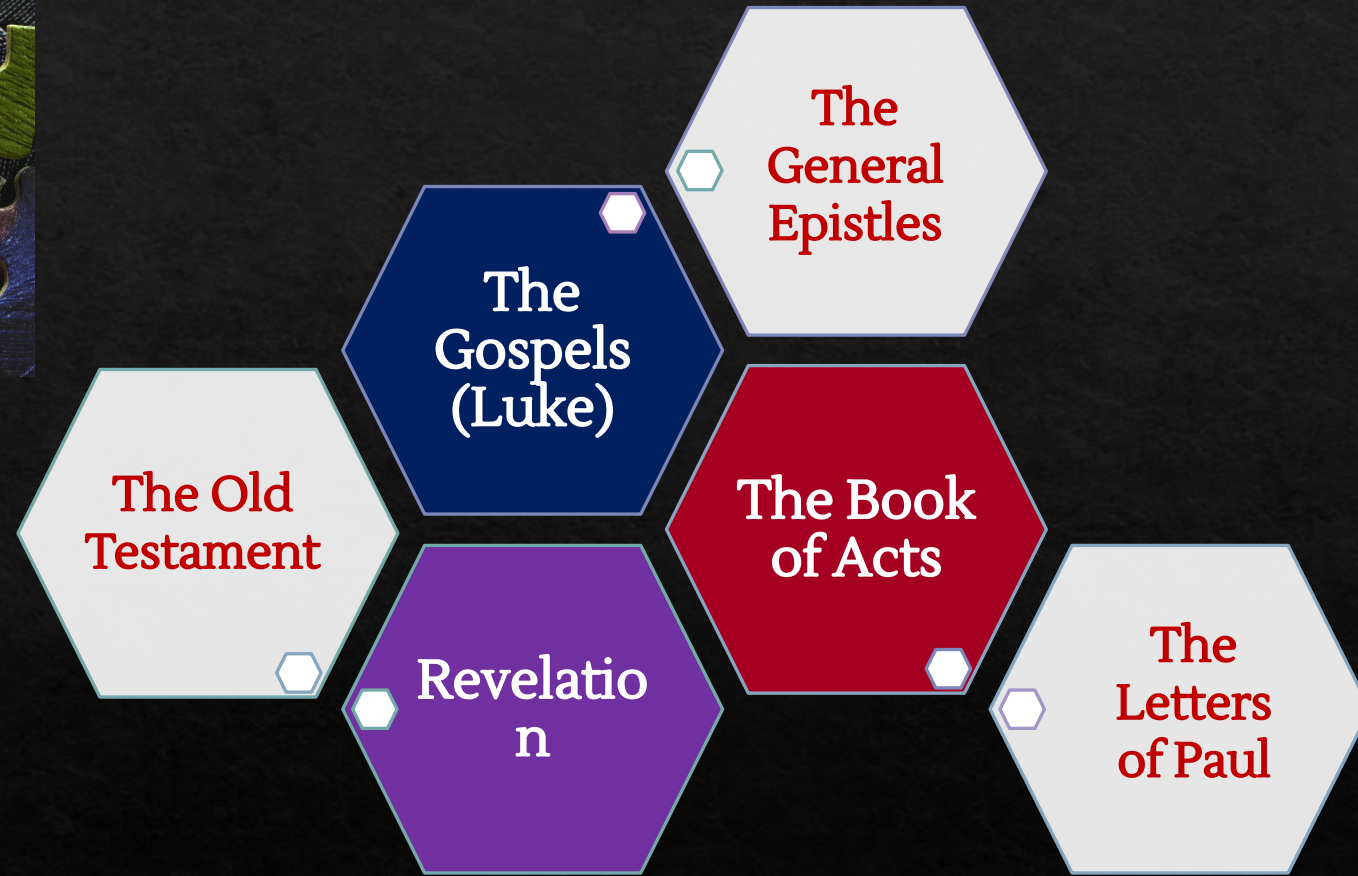 The
General
Epistles
The
Gospels
(Luke)
The Old
Testament
The Book
of Acts
Revelatio
n
The
Letters
of Paul